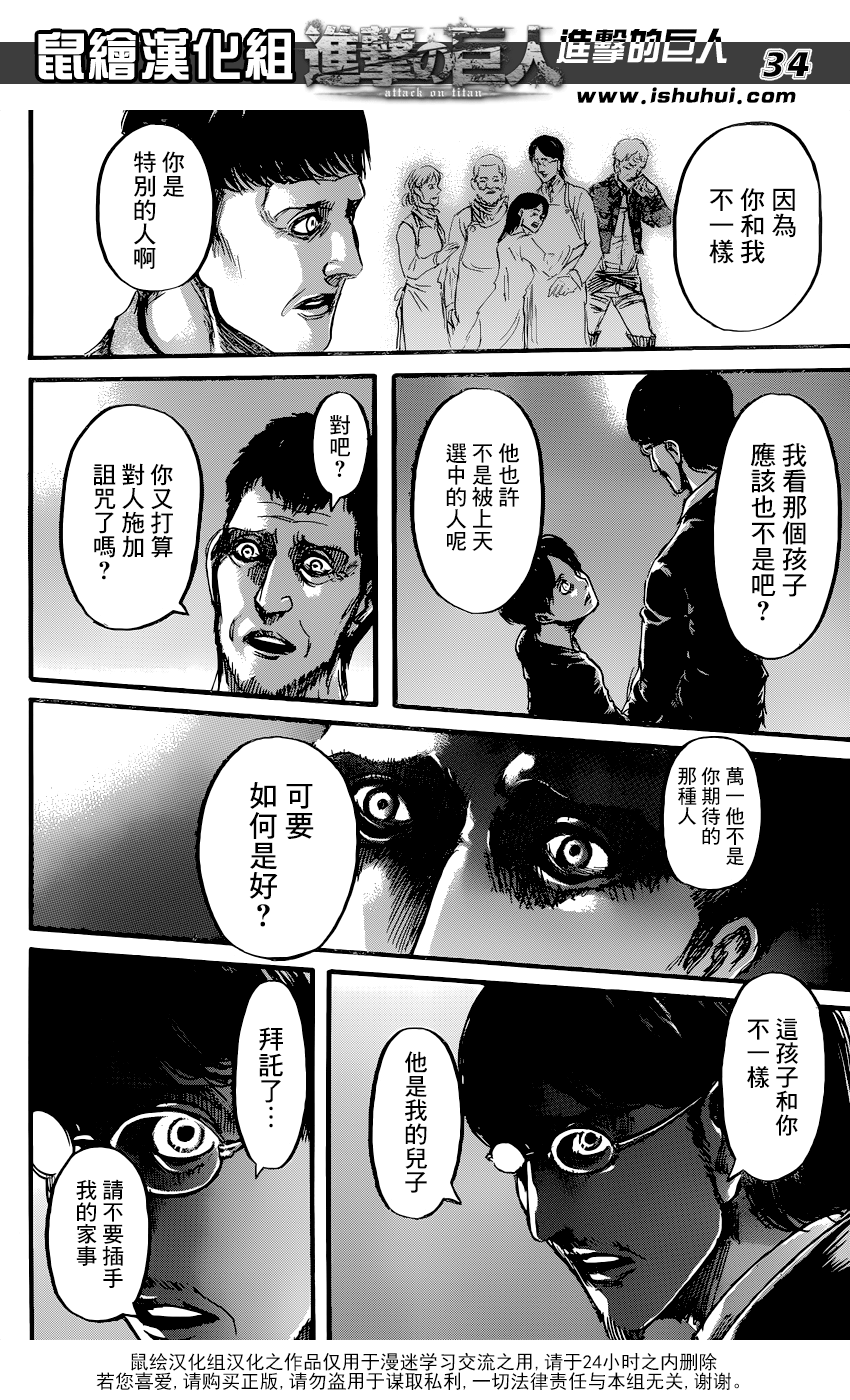 鼠繪漢化組
進撃の巨人
attack on titan
進擊的巨人
34
www.ishuhui.com
因為
你和我
不一樣
你是
特別的人啊
我看那個孩子
應該也不是吧？
他也許
不是被上天
選中的人呢
對吧？
你又打算
對人施加
詛咒了嗎？
萬一他不是
你期待的
那種人
可要
如何是好？
這孩子和你
不一樣
他是我的兒子
拜託了…
請不要插手
我的家事
鼠绘汉化组汉化之作品仅用于漫迷学习交流之用,请于24小时之内删除
若您喜爱,请购买正版,请勿盗用于谋取私利,一切法律责任与本组无关,谢谢。